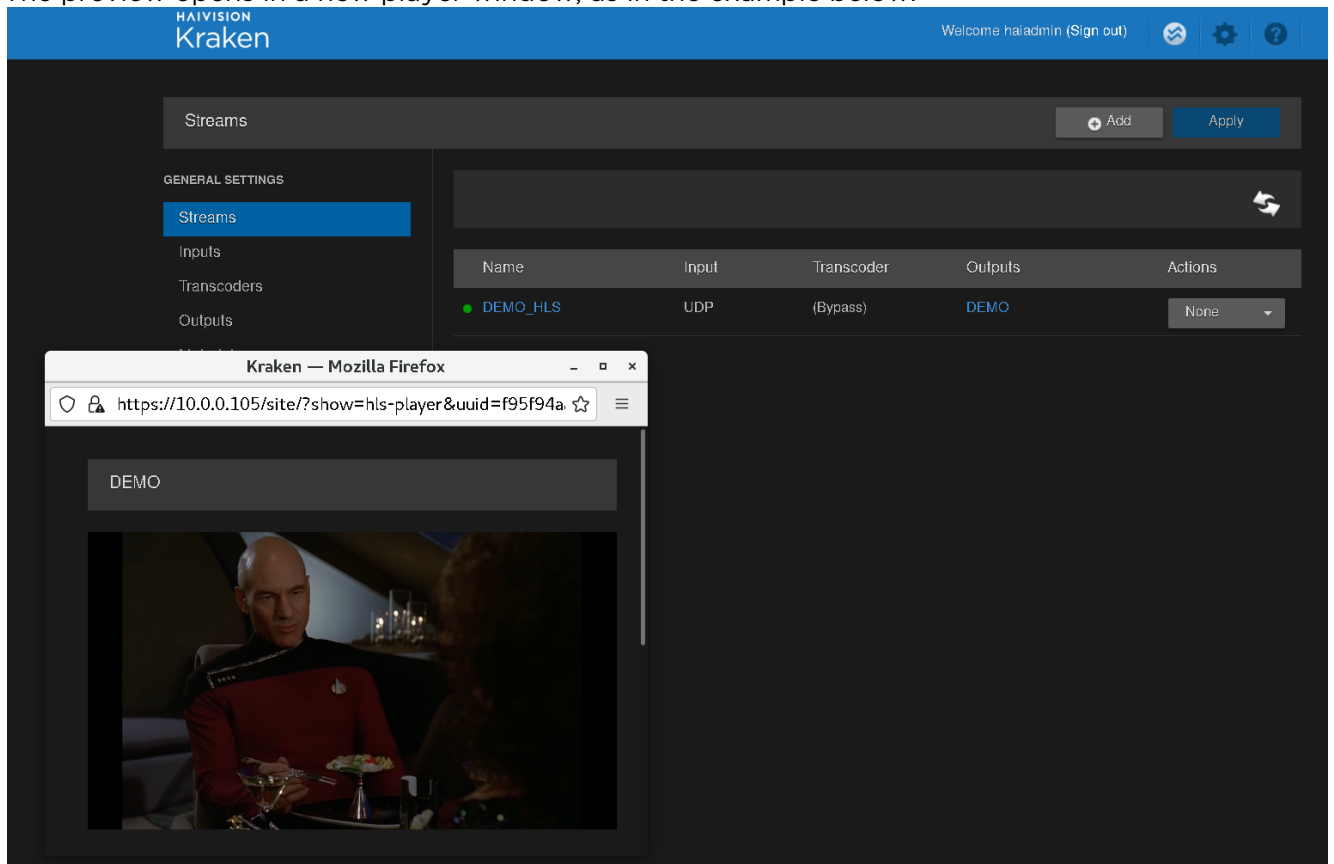 HAIVISION
Kraken
Welcome haiadmin (Sign out)
Streams
Add
Apply
GENERAL SETTINGS
Streams
Inputs
Transcoders
Outputs
Name Input Transcoder Outputs Actions
DEMO_HLS UDP (Bypass) DEMO None
Kraken — Mozilla Firefox
https://10.0.0.105/site/?show=hls-player&uuid=f95f94a
DEMO